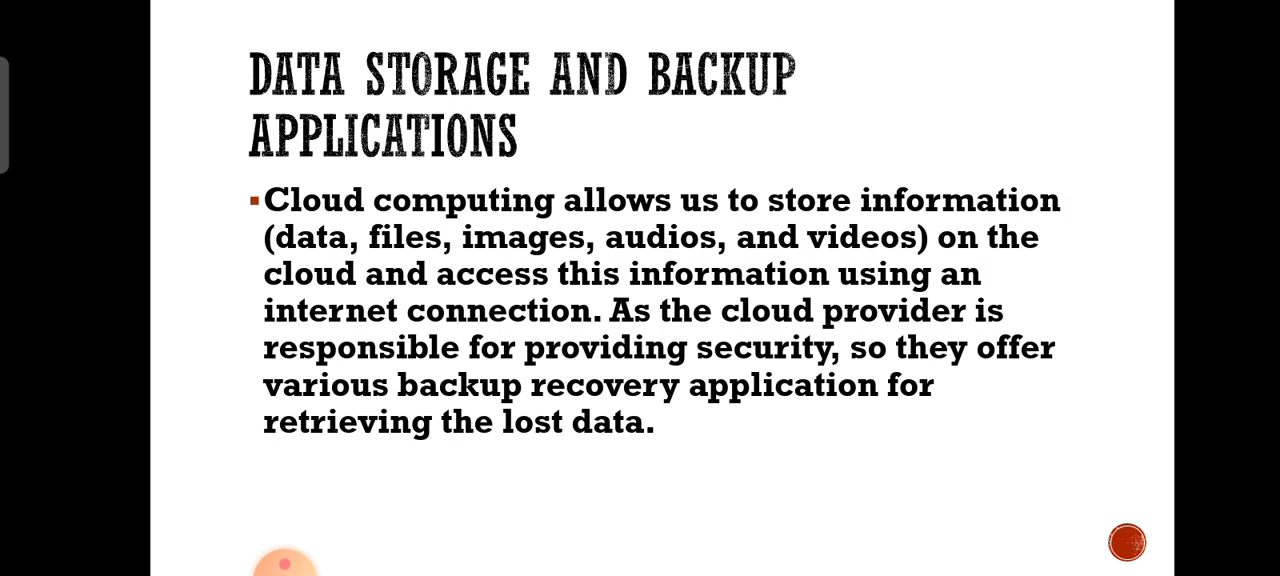 DATA STORAGE AND BACKUP
APPLICATIONS
▪Cloud computing allows us to store information
(data, files, images, audios, and videos) on the
cloud and access this information using an
internet connection. As the cloud provider is
responsible for providing security, so they offer
various backup recovery application for
retrieving the lost data.